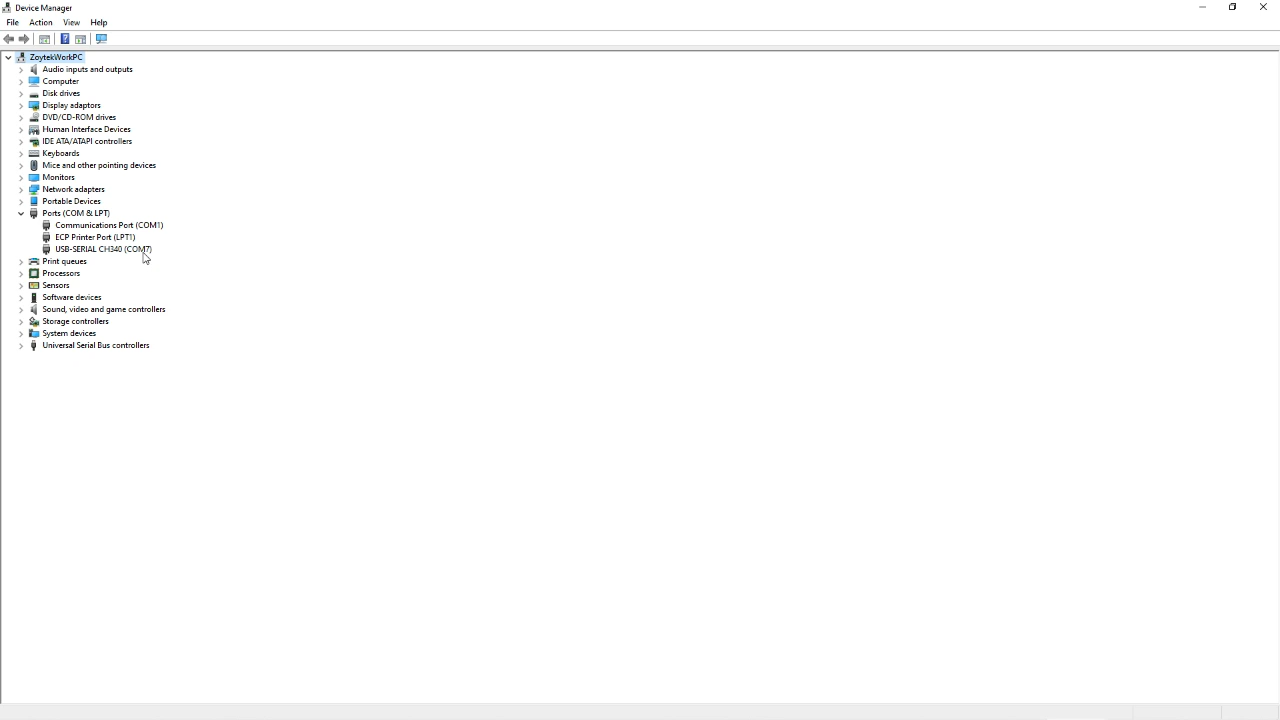 Device Manager
File Action View Help
ZoytekWorkPC
Audio inputs and outputs
Computer
Disk drives
Display adaptors
DVD/CD-ROM drives
Human Interface Devices
IDE ATA/ATAPI controllers
Keyboards
Mice and other pointing devices
Monitors
Network adapters
Portable Devices
Ports (COM & LPT)
Communications Port (COM1)
ECP Printer Port (LPT1)
USB-SERIAL CH340 (COM7)
Print queues
Processors
Sensors
Software devices
Sound, video and game controllers
Storage controllers
System devices
Universal Serial Bus controllers